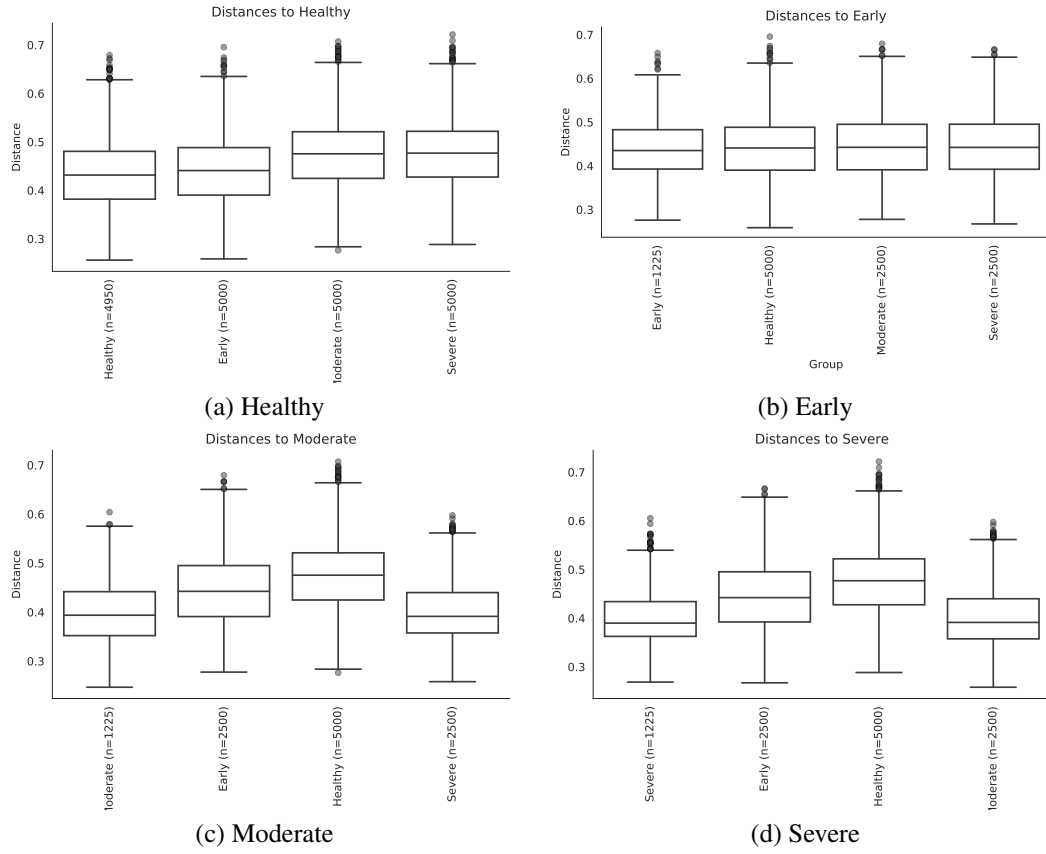 Distances to Healthy
Distance
0.7
0.6
0.5
0.4
0.3
Healthy (n=4950)
Early (n=5000)
oderate (n=5000)
Severe (n=5000)
(a) Healthy
Distances to Early
Distance
0.7
0.6
0.5
0.4
0.3
Early (n=1225)
Healthy (n=5000)
Moderate (n=2500)
Severe (n=2500)
Group
(b) Early
Distances to Moderate
Distance
0.7
0.6
0.5
0.4
0.3
oderate (n=1225)
Early (n=2500)
Healthy (n=5000)
Severe (n=2500)
(c) Moderate
Distances to Severe
Distance
0.7
0.6
0.5
0.4
0.3
Severe (n=1225)
Early (n=2500)
Healthy (n=5000)
oderate (n=2500)
(d) Severe